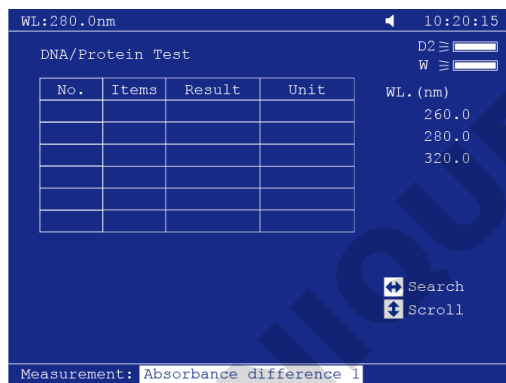 WL:280.0nm 10:20:15
DNA/Protein Test
D2
W
No. Items Result Unit
WL.(nm)
260.0
280.0
320.0
Search
Scroll
Measurement: Absorbance difference 1